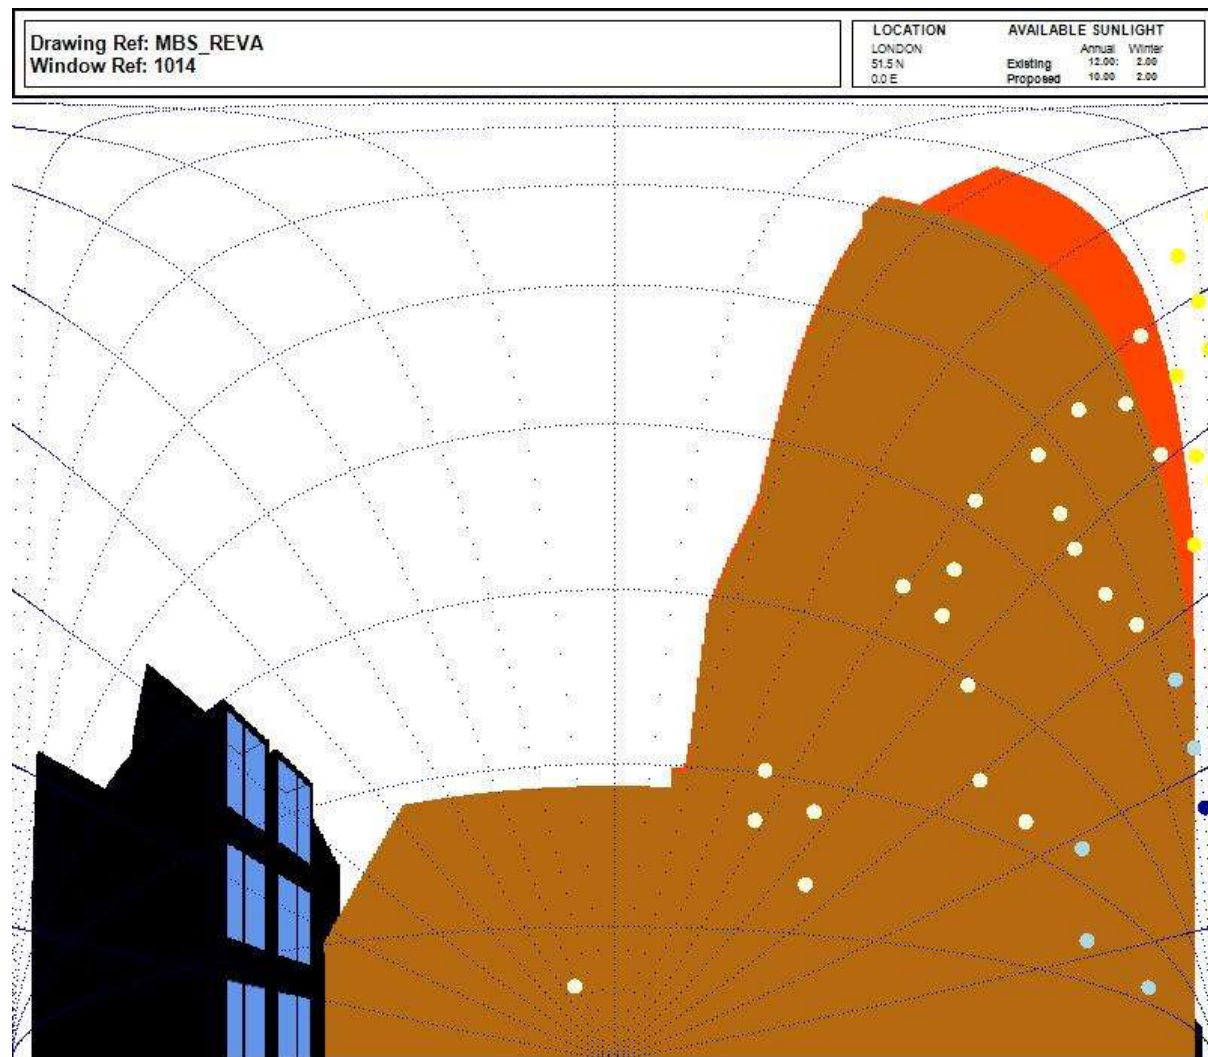 Drawing Ref: MBS_REVA
Window Ref: 1014
LOCATION
LONDON
51.5 N
0.0 E
AVAILABLE SUNLIGHT
Annual Winter
Existing 12.00: 2.00
Proposed 10.00 2.00